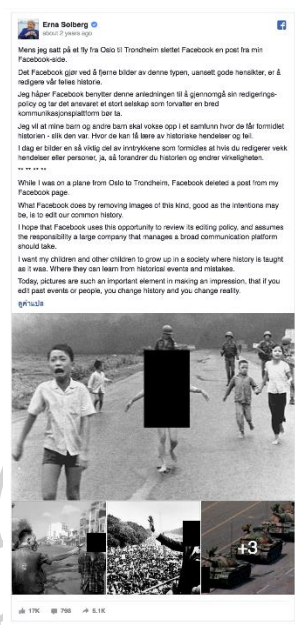 Erna Solberg
about 2 years ago
Mens jeg satt på et fly fra Oslo til Trondheim slettet Facebook en post fra min
Facebook-side.
Det Facebook gjør ved å fjerne bilder av denne typen, uansett gode hensikter, er å
redigere vår felles historie.
Jeg håper Facebook benytter denne anledningen til å gjennomgå sin redigerings-
policy og tar det ansvaret et stort selskap som forvalter en bred
kommunikasjonsplattform bør ta.
Jeg vil at mine barn og andre barn skal vokse opp i et samfunn hvor de får formidlet
historien - slik den var. Hvor de kan få lære av historiske hendelser og feil.
I dag er bilder en så viktig del av inntrykkene som formidles at hvis du redigerer vekk
hendelser eller personer, ja, så forandrer du historien og endrer virkeligheten.
** ** ** **
While I was on a plane from Oslo to Trondheim, Facebook deleted a post from my
Facebook page.
What Facebook does by removing images of this kind, good as the intentions may
be, is to edit our common history.
I hope that Facebook uses this opportunity to review its editing policy, and assumes
the responsibility a large company that manages a broad communication platform
should take.
I want my children and other children to grow up in a society where history is taught
as it was. Where they can learn from historical events and mistakes.
Today, pictures are such an important element in making an impression, that if you
edit past events or people, you change history and you change reality.
ดูคำแปล
+3
17K 766 5.1K